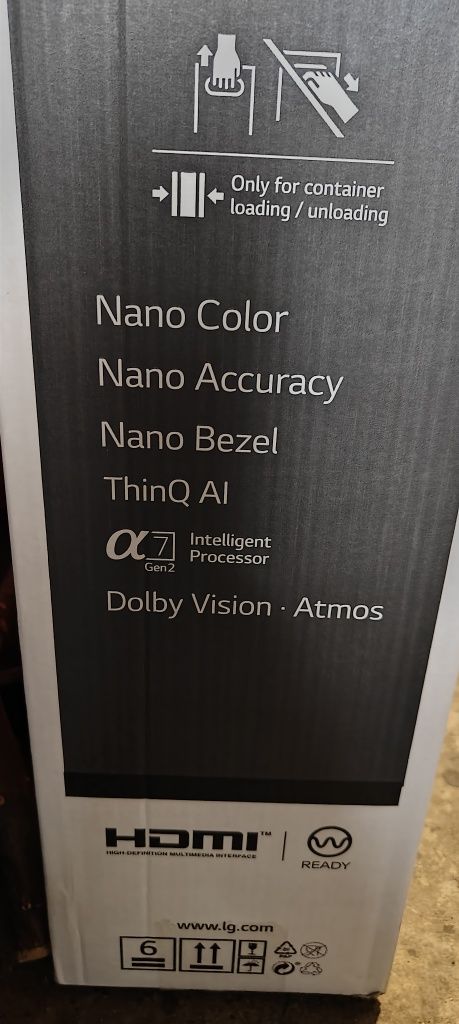 Only for container
loading / unloading
Nano Color
Nano Accuracy
Nano Bezel
ThinQ AI
α7 Intelligent
Gen2 Processor
Dolby Vision · Atmos
HDMI™
HIGH-DEFINITION MULTIMEDIA INTERFACE
W READY
www.lg.com
6